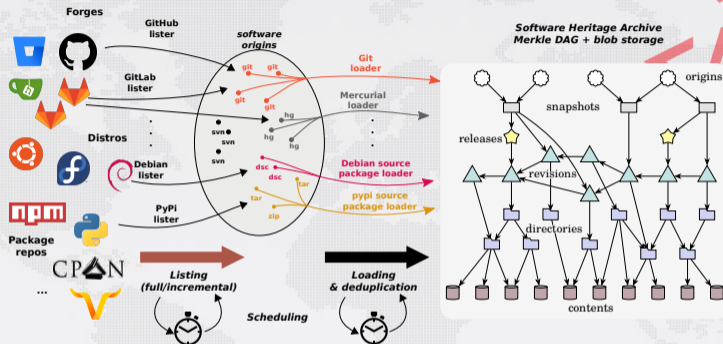 Forges
GitHub
lister
software
origins
Software Heritage Archive
Merkle DAG + blob storage
git
git
git
git
Git
loader
GitLab
lister
hg
hg
hg
Mercurial
loader
svn
svn
svn
Distros
Debian
lister
dsc
dsc
Debian source
package loader
tar
tar
zip
pypi source
package loader
PyPi
lister
npm
Package
repos
CPAN
...
Listing
(full/incremental)
Loading
& deduplication
Scheduling
origins
snapshots
releases
revisions
directories
contents